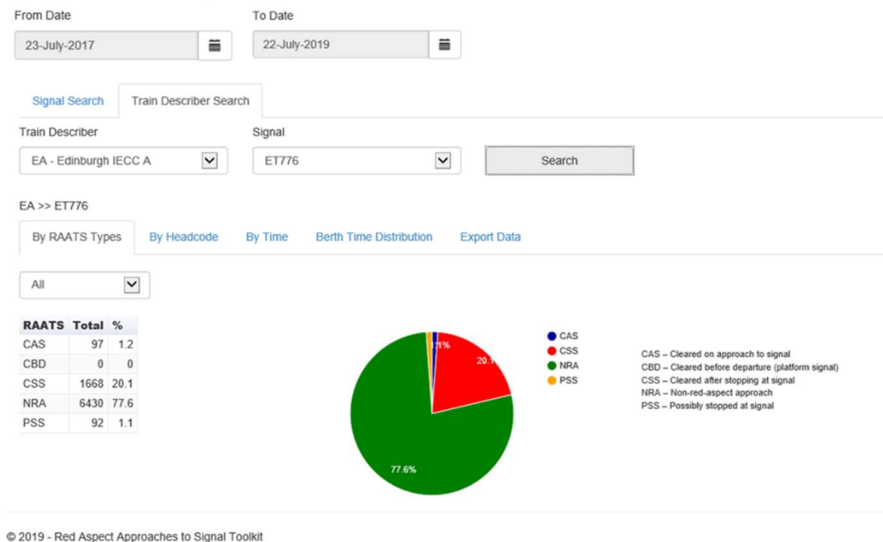 From Date To Date
23-July-2017 22-July-2019
Signal Search Train Describer Search
Train Describer Signal
EA - Edinburgh IECC A ET776 Search
EA >> ET776
By RAATS Types By Headcode By Time Berth Time Distribution Export Data
All
RAATS Total %
CAS 97 1.2
CBD 0 0
CSS 1668 20.1
NRA 6430 77.6
PSS 92 1.1
1%
20.1
77.6%
CAS
CSS
NRA
PSS
CAS – Cleared on approach to signal
CBD – Cleared before departure (platform signal)
CSS – Cleared after stopping at signal
NRA – Non-red-aspect approach
PSS – Possibly stopped at signal
© 2019 - Red Aspect Approaches to Signal Toolkit